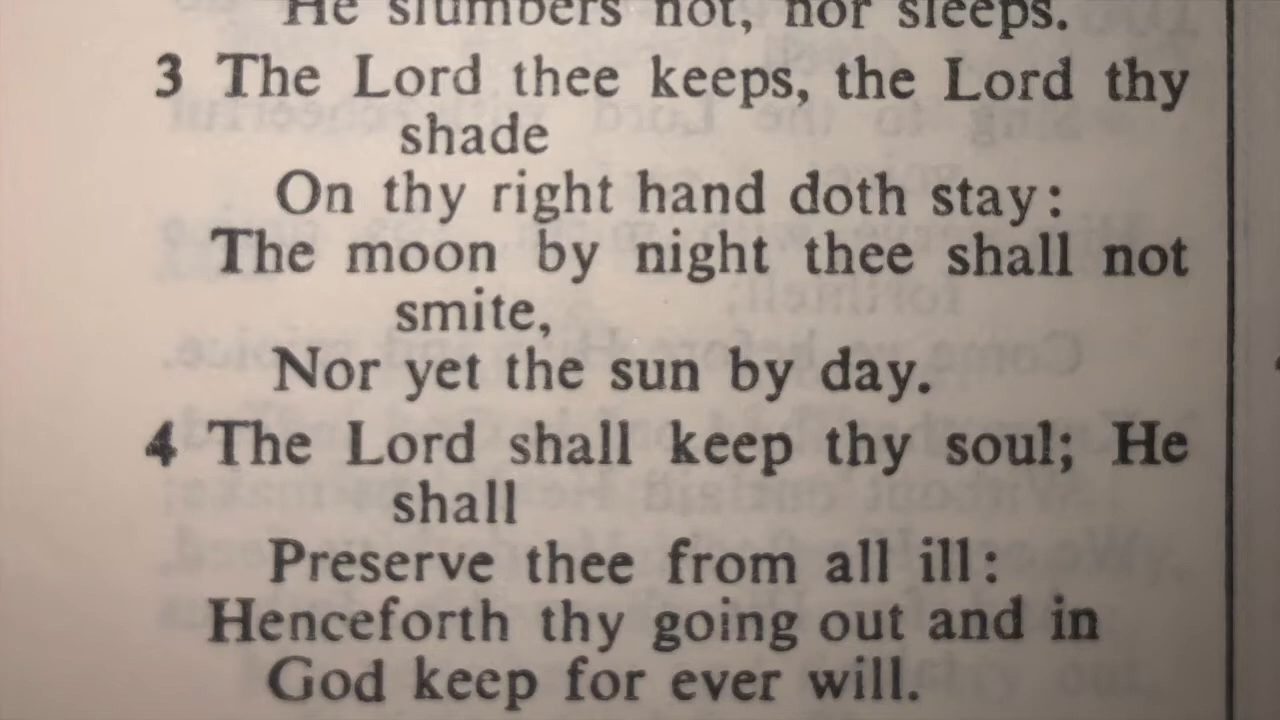 He slumbers not, nor sleeps.
3 The Lord thee keeps, the Lord thy
shade
On thy right hand doth stay:
The moon by night thee shall not
smite,
Nor yet the sun by day.
4 The Lord shall keep thy soul; He
shall
Preserve thee from all ill:
Henceforth thy going out and in
God keep for ever will.